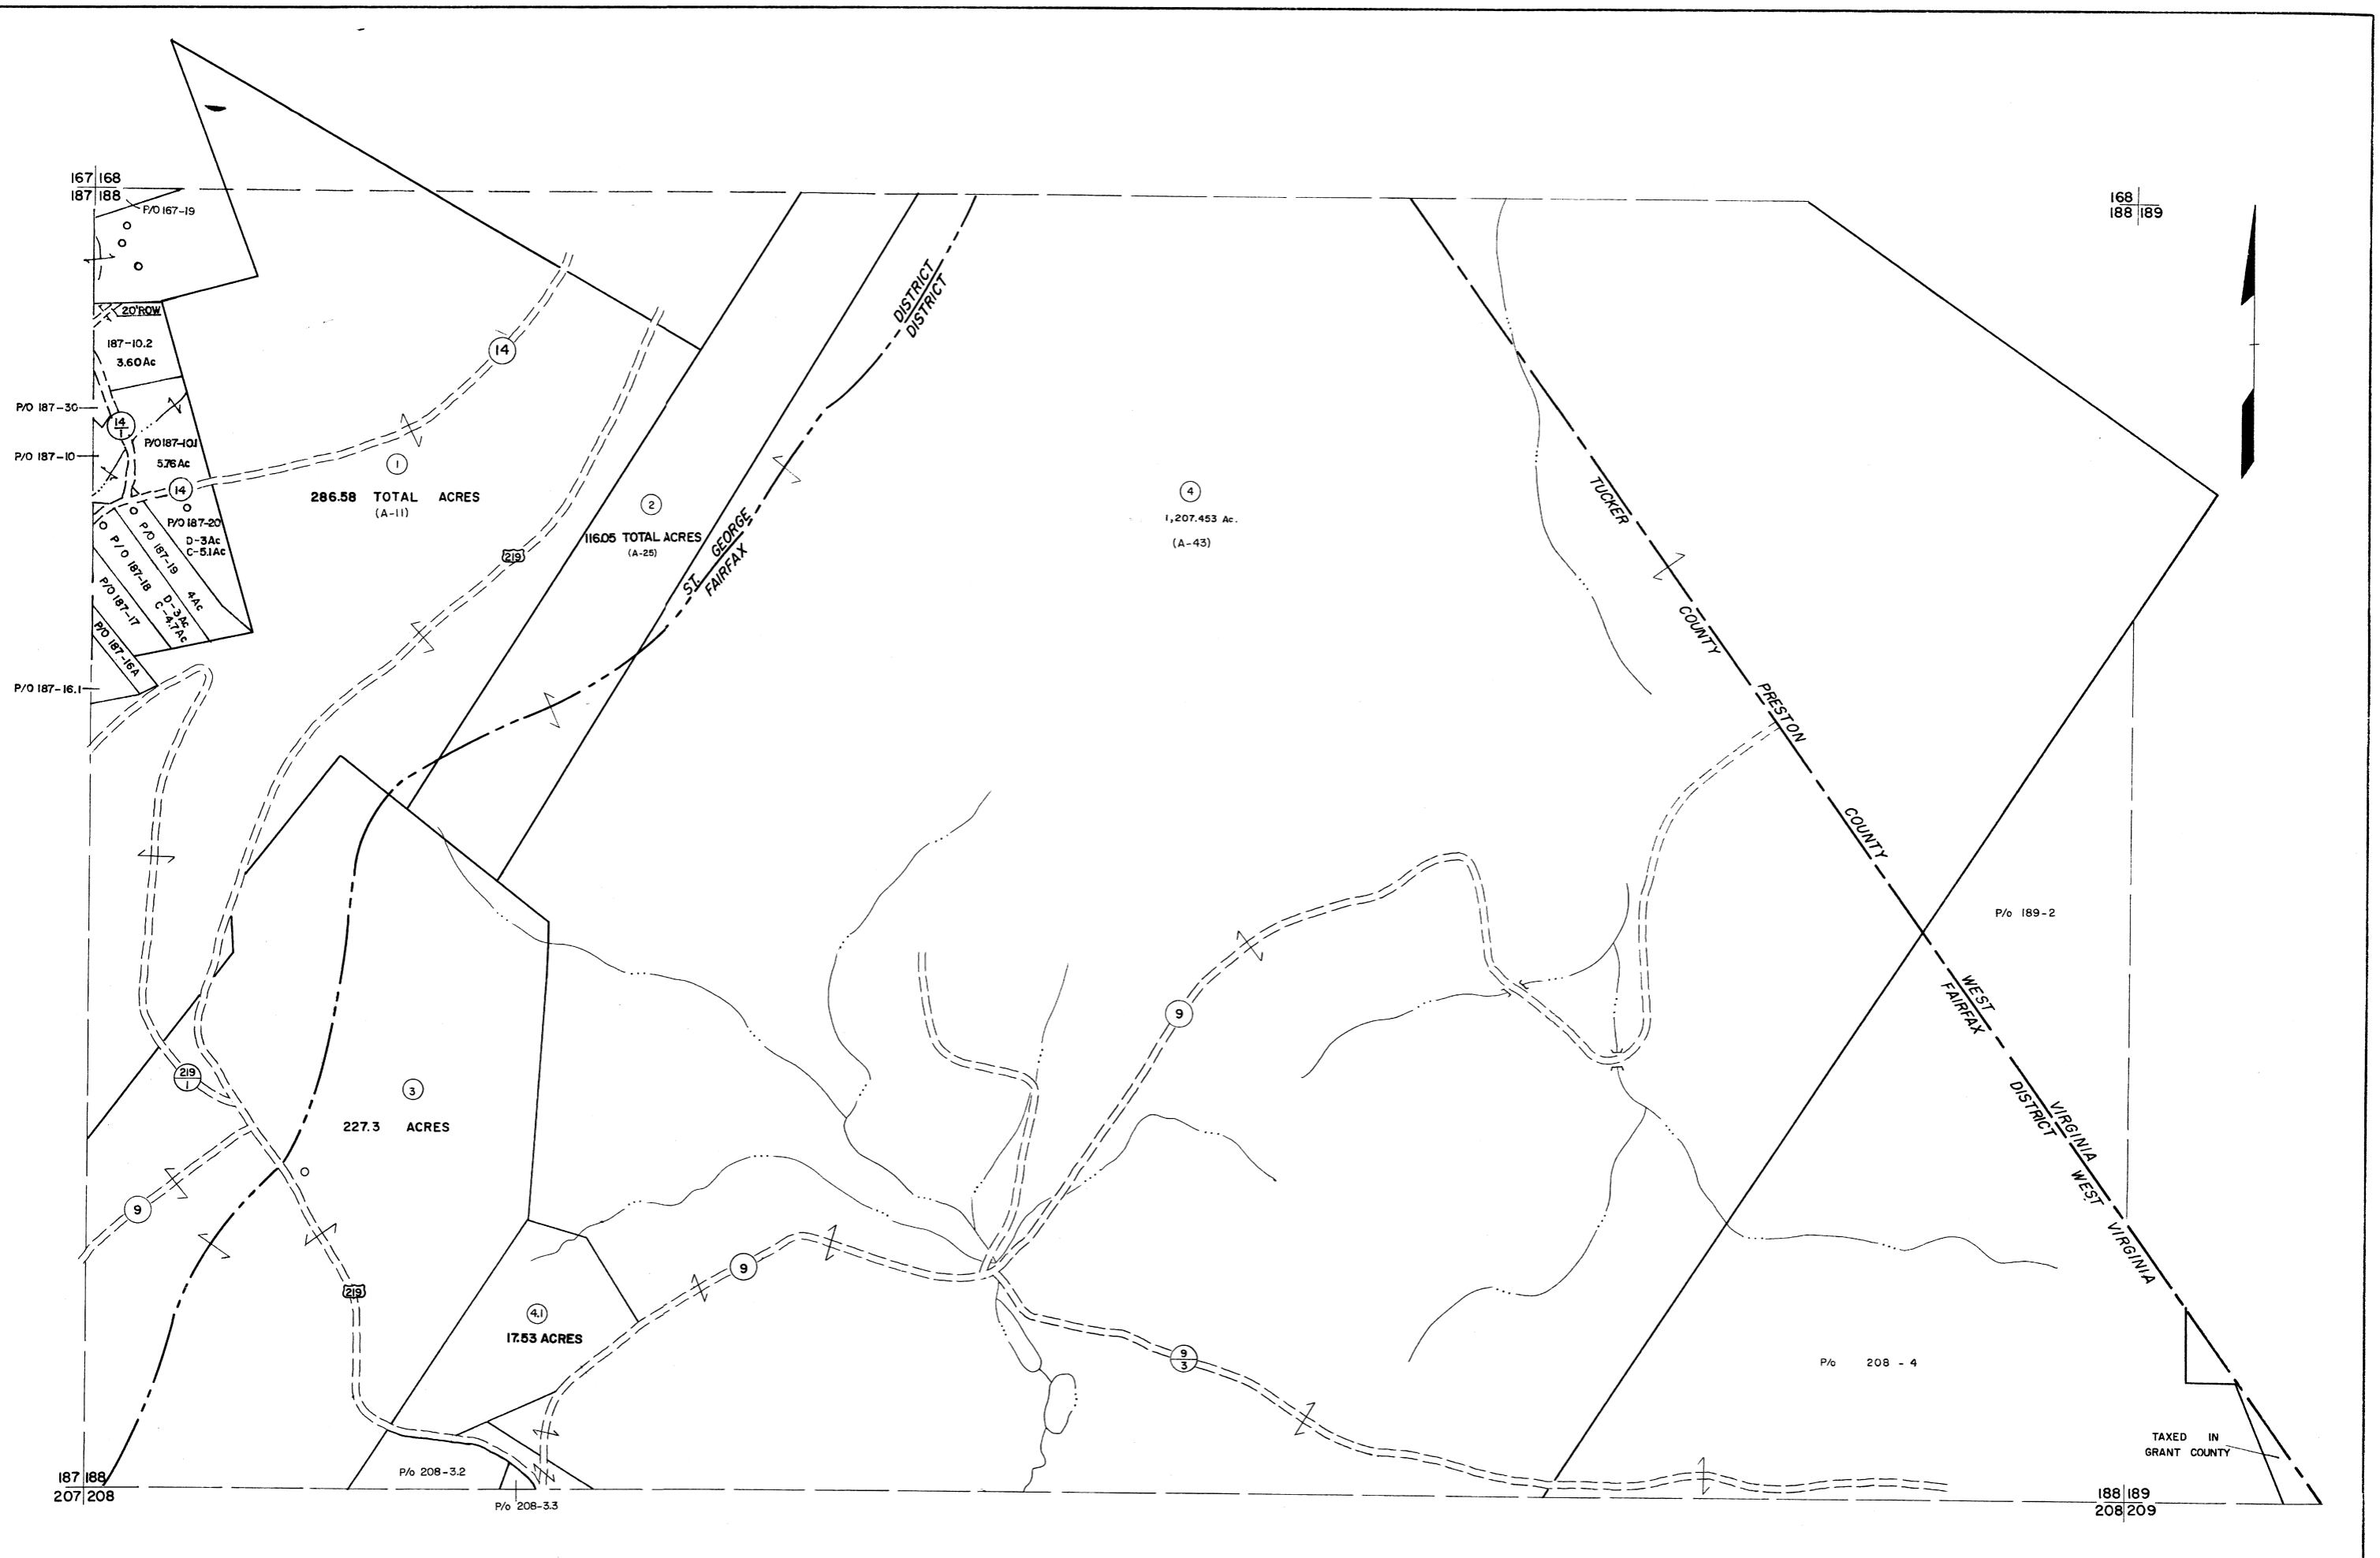 167 168
187 188
P/O 167-19
168
188 189
20' ROW
187-10.2
3.60 Ac
P/O 187-30
14
1
P/O 187-10.1
P/O 187-10
5.76 Ac
14
14
P/O 187-20
D-3Ac
C-5.1Ac
P/O 187-19 4Ac
P/O 187-18 D-3Ac
C-4.7Ac
P/O 187-17
P/O 187-16A
P/O 187-16.1
1
286.58 TOTAL ACRES
(A-11)
219
2
116.05 TOTAL ACRES
(A-25)
ST. GEORGE DISTRICT
FAIRFAX DISTRICT
4
1,207.453 Ac.
(A-43)
TUCKER COUNTY
PRESTON COUNTY
WEST VIRGINIA
FAIRFAX DISTRICT
WEST VIRGINIA
P/o 189-2
9
219
1
3
227.3 ACRES
9
219
9
4.1
17.53 ACRES
9
3
P/o 208-4
TAXED IN
GRANT COUNTY
P/o 208-3.2
P/o 208-3.3
187 188
207 208
188 189
208 209